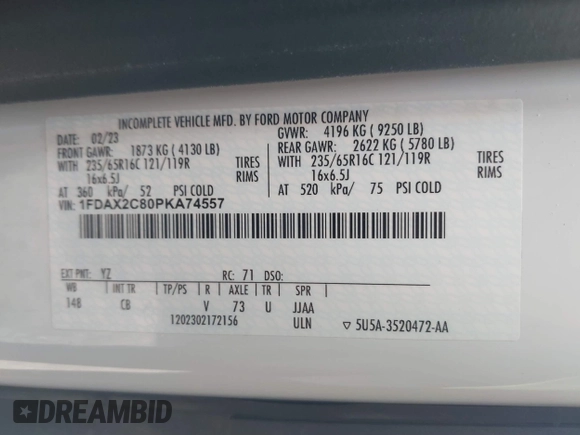 INCOMPLETE VEHICLE MFD. BY FORD MOTOR COMPANY
DATE: 02/23 GVWR: 4196 KG ( 9250 LB)
FRONT GAWR: 1873 KG ( 4130 LB) REAR GAWR: 2622 KG ( 5780 LB)
WITH 235/65R16C 121/119R TIRES WITH 235/65R16C 121/119R TIRES
16x6.5J RIMS 16x6.5J RIMS
AT 360 kPa/ 52 PSI COLD AT 520 kPa/ 75 PSI COLD
VIN: 1FDAX2C80PKA74557
EXT PNT: YZ RC: 71 DSO:
WB INT TR TP/PS R AXLE TR SPR
148 CB V 73 U JJAA
1202302172156 ULN ▽ 5U5A-3520472-AA
DREAMBID